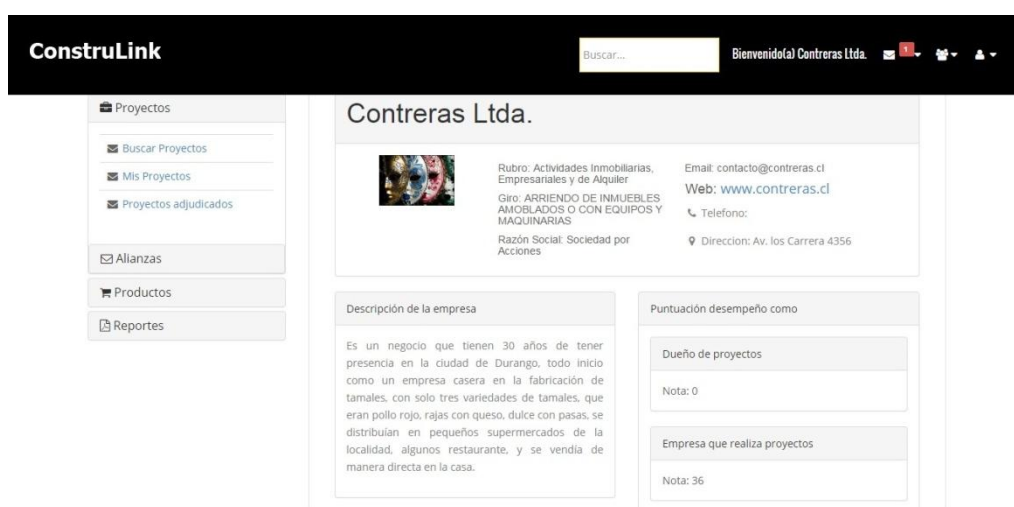 ConstruLink
Buscar...
Bienvenido(a) Contreras Ltda.
1
Proyectos
Buscar Proyectos
Mis Proyectos
Proyectos adjudicados
Alianzas
Productos
Reportes
Contreras Ltda.
Rubro: Actividades Inmobiliarias,
Empresariales y de Alquiler
Giro: ARRIENDO DE INMUEBLES
AMOBLADOS O CON EQUIPOS Y
MAQUINARIAS
Razón Social: Sociedad por
Acciones
Email: contacto@contreras.cl
Web: www.contreras.cl
Telefono:
Direccion: Av. los Carrera 4356
Descripción de la empresa
Es un negocio que tienen 30 años de tener
presencia en la ciudad de Durango, todo inicio
como un empresa casera en la fabricación de
tamales, con solo tres variedades de tamales, que
eran pollo rojo, rajas con queso, dulce con pasas, se
distribuían en pequeños supermercados de la
localidad, algunos restaurante, y se vendía de
manera directa en la casa.
Puntuación desempeño como
Dueño de proyectos
Nota: 0
Empresa que realiza proyectos
Nota: 36